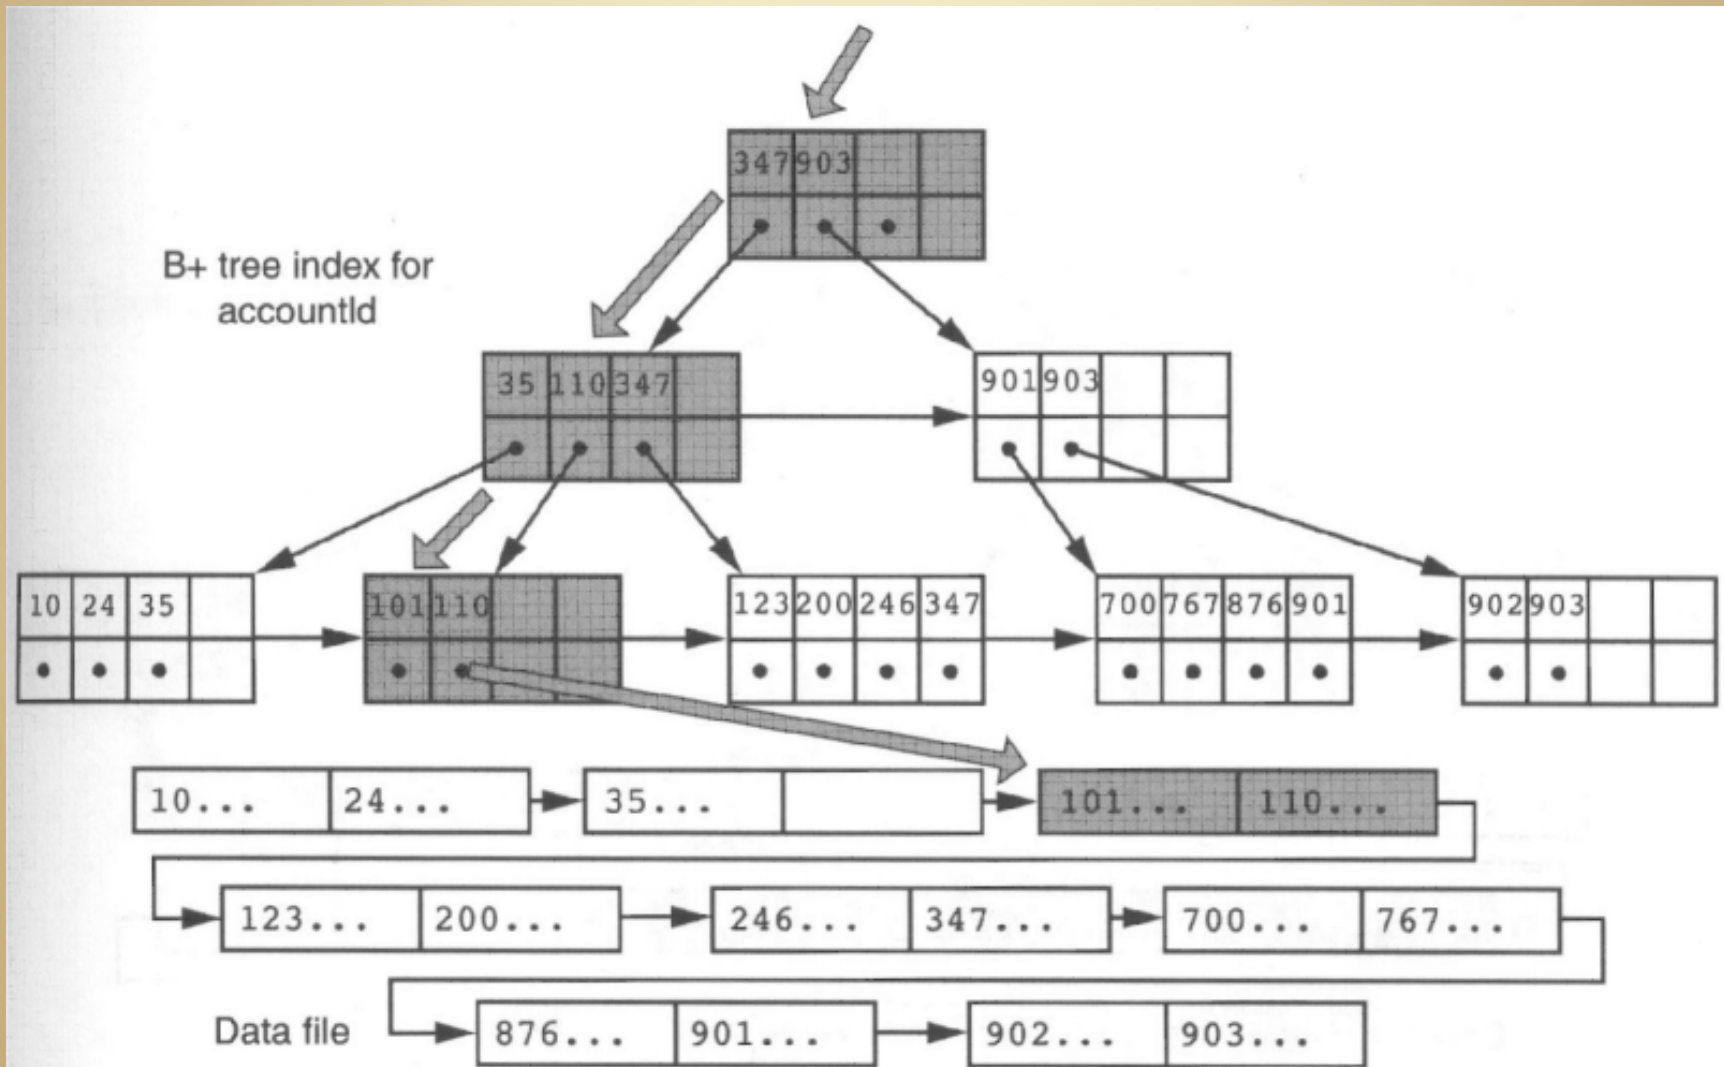 347 903
B+ tree index for
accountId
35 110 347
901 903
10 24 35
101 110
123 200 246 347
700 767 876 901
902 903
10... 24...
35...
101... 110...
123... 200...
246... 347...
700... 767...
Data file
876... 901...
902... 903...